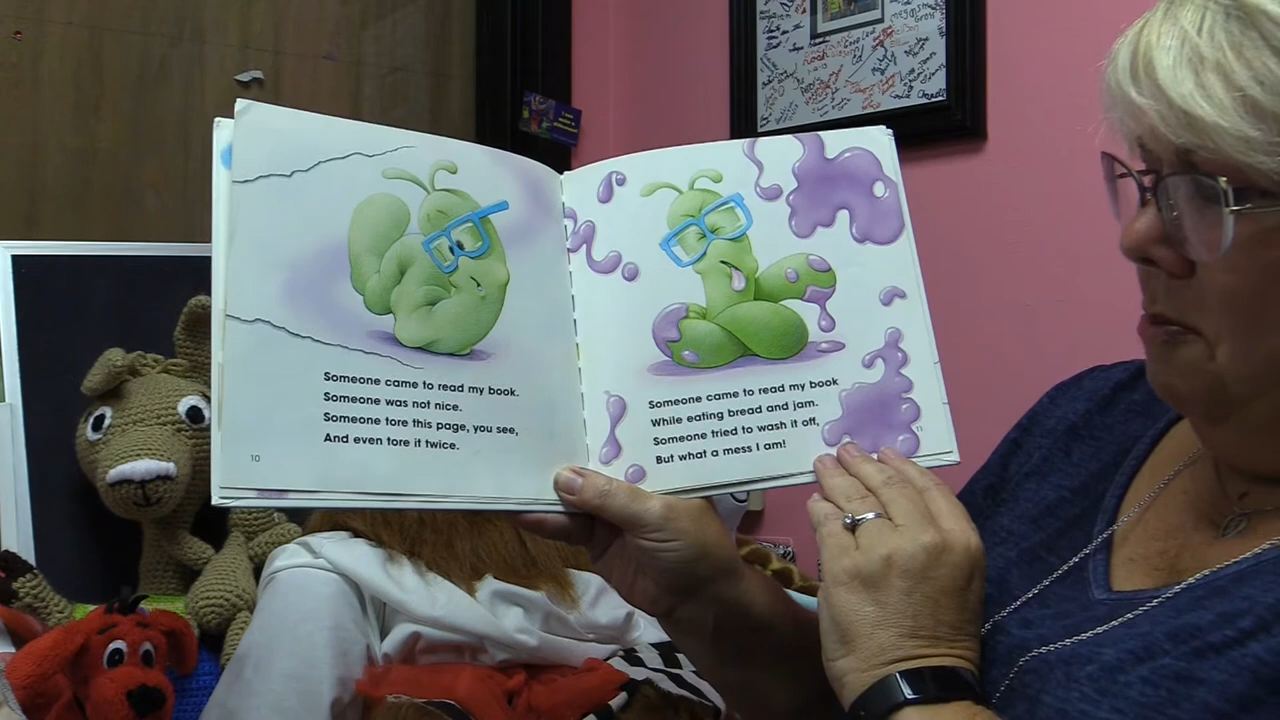 Someone came to read my book.
Someone was not nice.
Someone tore this page, you see,
And even tore it twice.
10
Someone came to read my book
While eating bread and jam.
Someone tried to wash it off,
But what a mess I am!
11